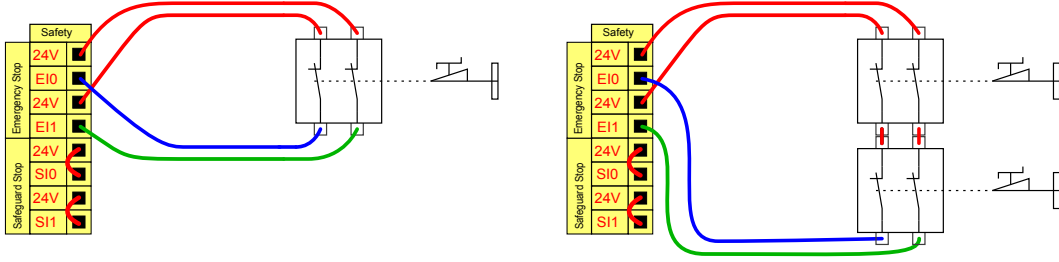 Safety
Emergency Stop
24V
EI0
24V
EI1
Safeguard Stop
24V
SI0
24V
SI1
Safety
Emergency Stop
24V
EI0
24V
EI1
Safeguard Stop
24V
SI0
24V
SI1